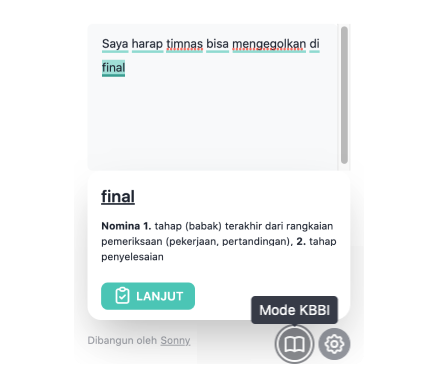 Saya harap timnas bisa mengegolkan di
final
final
Nomina 1. tahap (babak) terakhir dari rangkaian
pemeriksaan (pekerjaan, pertandingan), 2. tahap
penyelesaian
LANJUT
Mode KBBI
Dibangun oleh Sonny